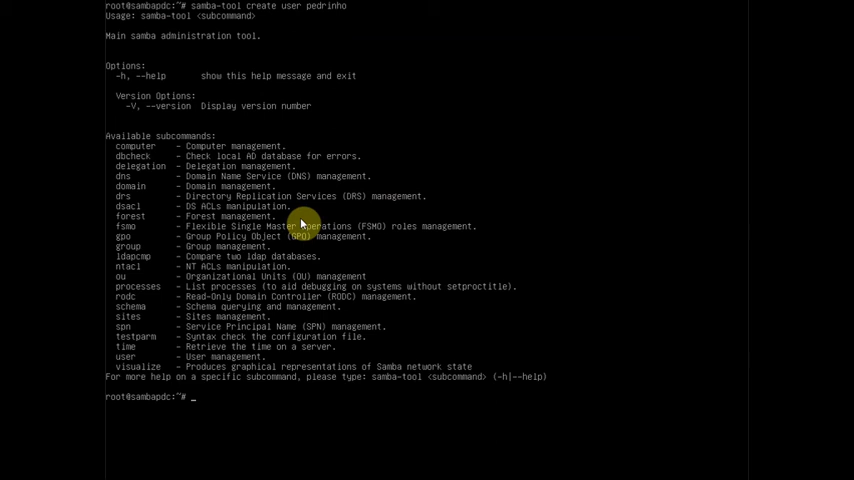 root@sambapdc:~# samba-tool create user pedrinho
Usage: samba-tool <subcommand>
Main samba administration tool.
Options:
-h, --help show this help message and exit
Version Options:
-V, --version Display version number
Available subcommands:
computer - Computer management.
dbcheck - Check local AD database for errors.
delegation - Delegation management.
dns - Domain Name Service (DNS) management.
domain - Domain management.
drs - Directory Replication Services (DRS) management.
dsacl - DS ACLs manipulation.
forest - Forest management.
fsmo - Flexible Single Master Operations (FSMO) roles management.
gpo - Group Policy Object (GPO) management.
group - Group management.
ldapcmp - Compare two ldap databases.
ntacl - NT ACLs manipulation.
ou - Organizational Units (OU) management
processes - List processes (to aid debugging on systems without setproctitle).
rodc - Read-Only Domain Controller (RODC) management.
schema - Schema querying and management.
sites - Sites management.
spn - Service Principal Name (SPN) management.
testparm - Syntax check the configuration file.
time - Retrieve the time on a server.
user - User management.
visualize - Produces graphical representations of Samba network state
For more help on a specific subcommand, please type: samba-tool <subcommand> (-h|--help)
root@sambapdc:~# _